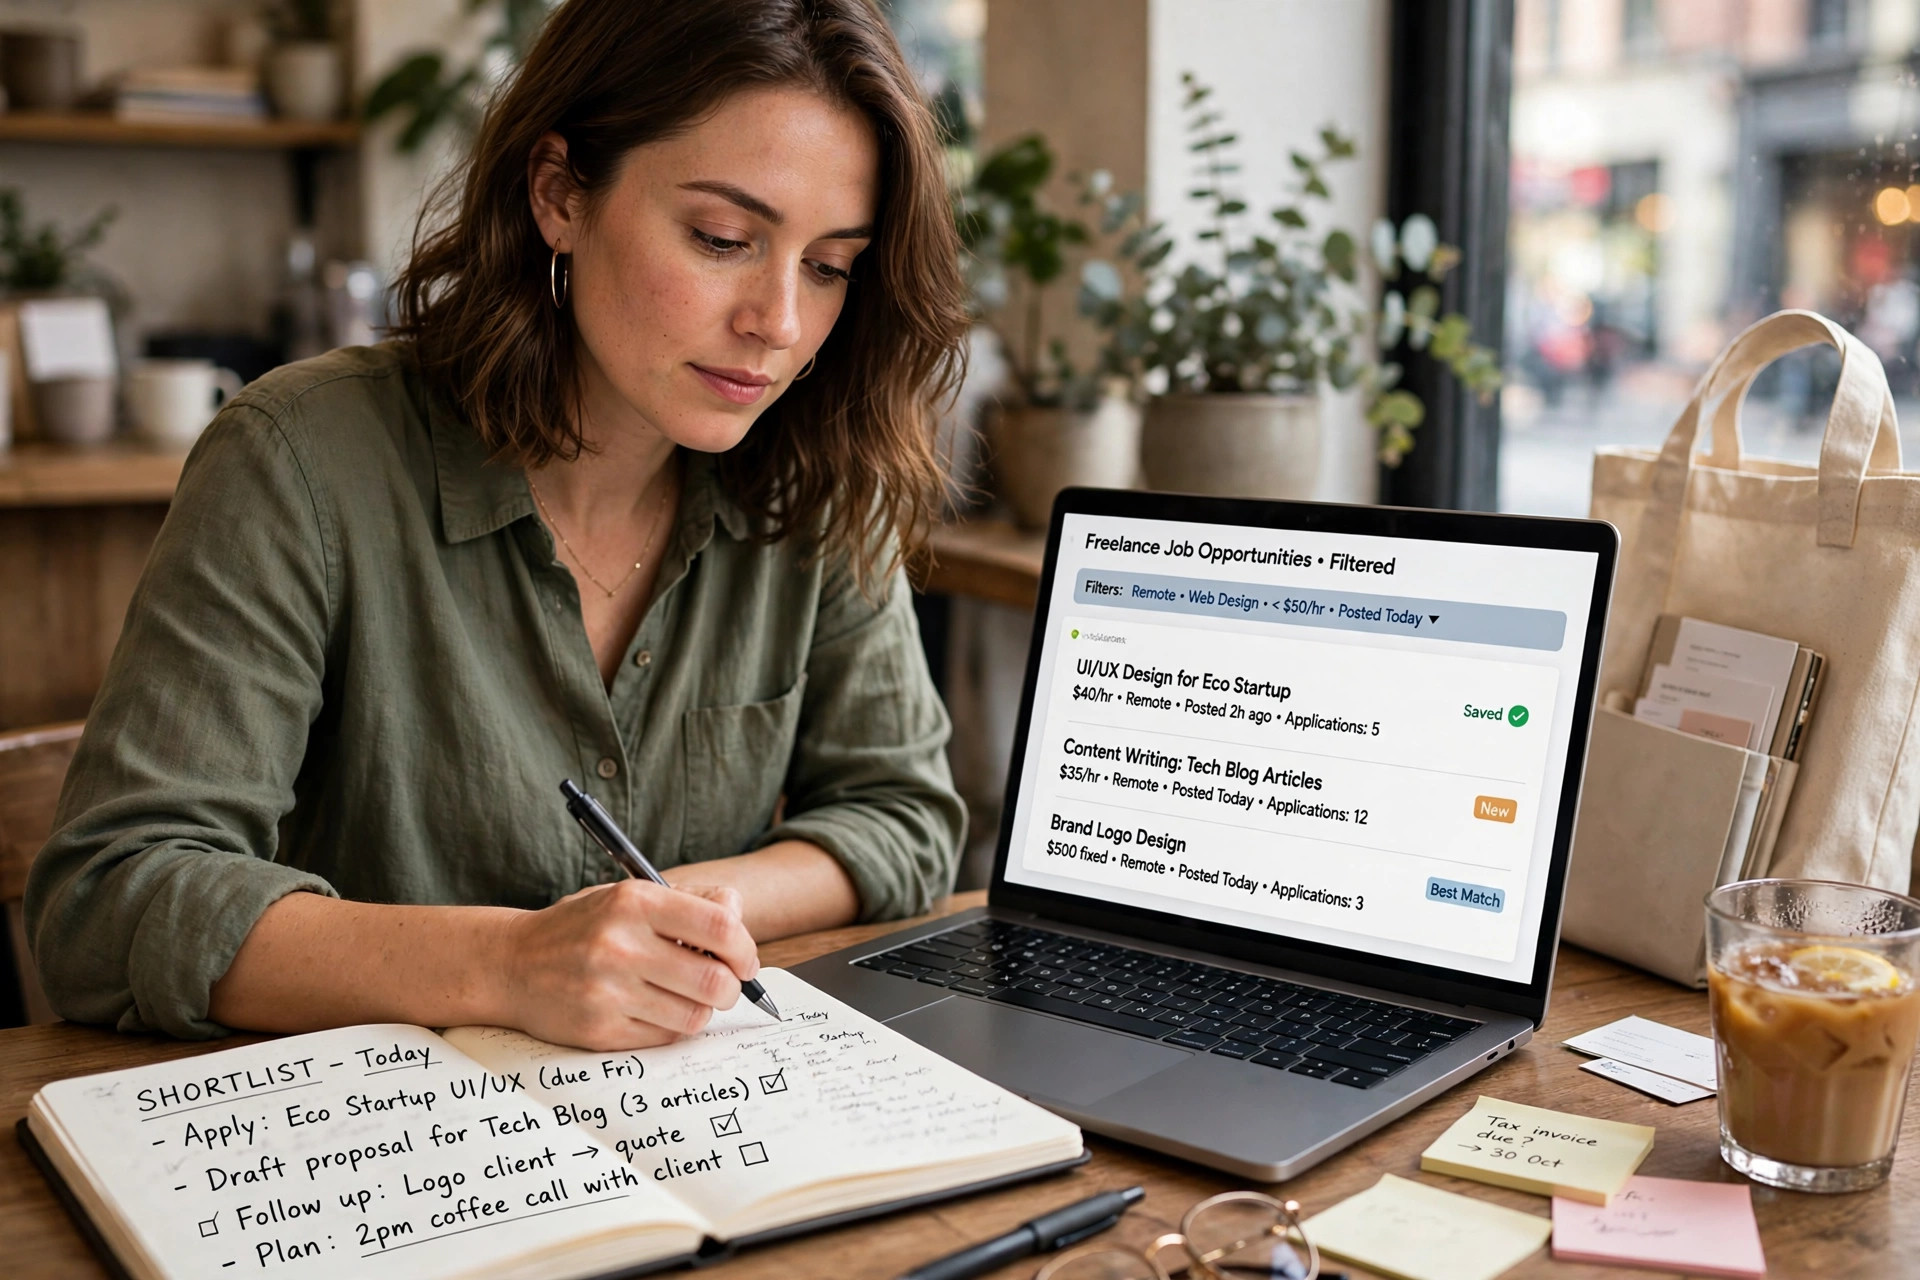 SHORTLIST – Today
- Apply: Eco Startup UI/UX (due Fri)
- Draft proposal for Tech Blog (3 articles) ☑
☑ Follow up: Logo client → quote ☑
- Plan: 2pm coffee call with client ☐
→ Today
Startup
Freelance Job Opportunities • Filtered
Filters: Remote • Web Design • < $50/hr • Posted Today ▼
UI/UX Design for Eco Startup
$40/hr • Remote • Posted 2h ago • Applications: 5
Saved
Content Writing: Tech Blog Articles
$35/hr • Remote • Posted Today • Applications: 12
New
Brand Logo Design
$500 fixed • Remote • Posted Today • Applications: 3
Best Match
Tax invoice
due?
→ 30 Oct